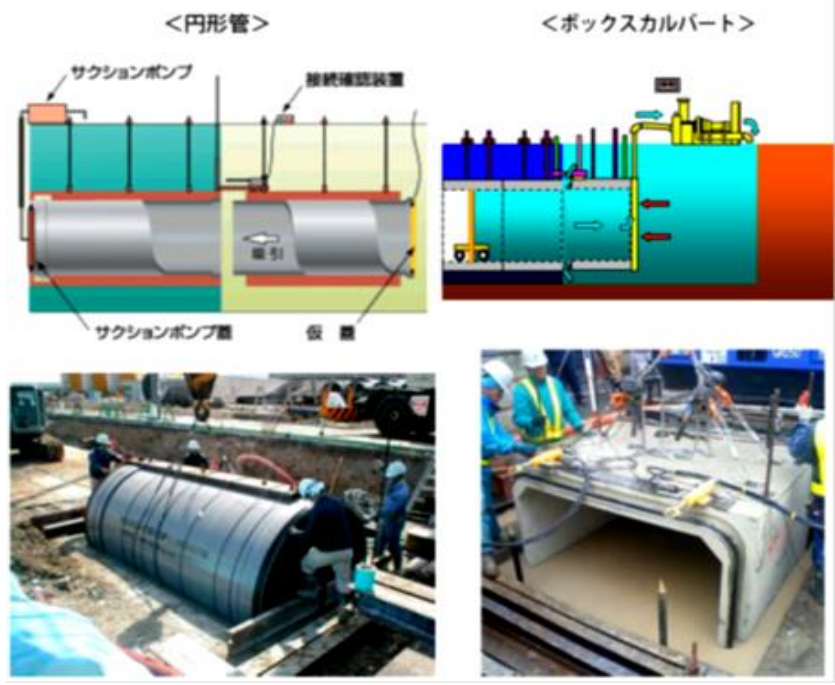 <円形管>
<ボックスカルバート>
サクションポンプ
接続確認装置
吸引
サクションポンプ蓋
仮 蓋